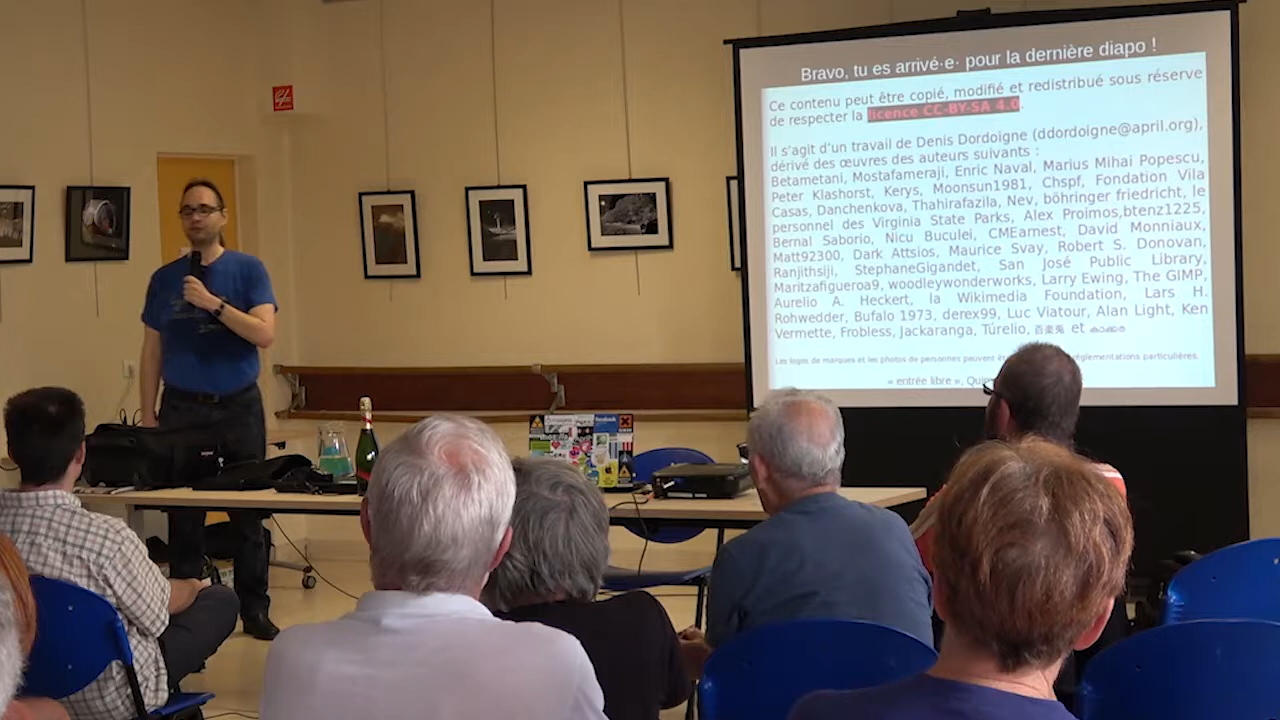 Bravo, tu es arrivé·e· pour la dernière diapo !
Ce contenu peut être copié, modifié et redistribué sous réserve
de respecter la licence CC-BY-SA 4.0.
Il s'agit d'un travail de Denis Dordoigne (ddordoigne@april.org),
dérivé des œuvres des auteurs suivants :
Betametani, Mostafameraji, Enric Naval, Marius Mihai Popescu,
Peter Klashorst, Kerys, Moonsun1981, Chspf, Fondation Vila
Casas, Danchenkova, Thahirafazila, Nev, böhringer friedricht, le
personnel des Virginia State Parks, Alex Proimos,btenz1225,
Bernal Saborio, Nicu Buculei, CMEarnest, David Monniaux,
Matt92300, Dark Attsios, Maurice Svay, Robert S. Donovan,
Ranjithsiji, StephaneGigandet, San José Public Library,
Maritzafigueroa9, woodleywonderworks, Larry Ewing, The GIMP,
Aurelio A. Heckert, la Wikimedia Foundation, Lars H.
Rohwedder, Bufalo 1973, derex99, Luc Viatour, Alan Light, Ken
Vermette, Frobless, Jackaranga, Túrelio, 百楽兎 et
Les logos de marques et les photos de personnes peuvent réglementations particulières.
« entrée libre »,
facebook